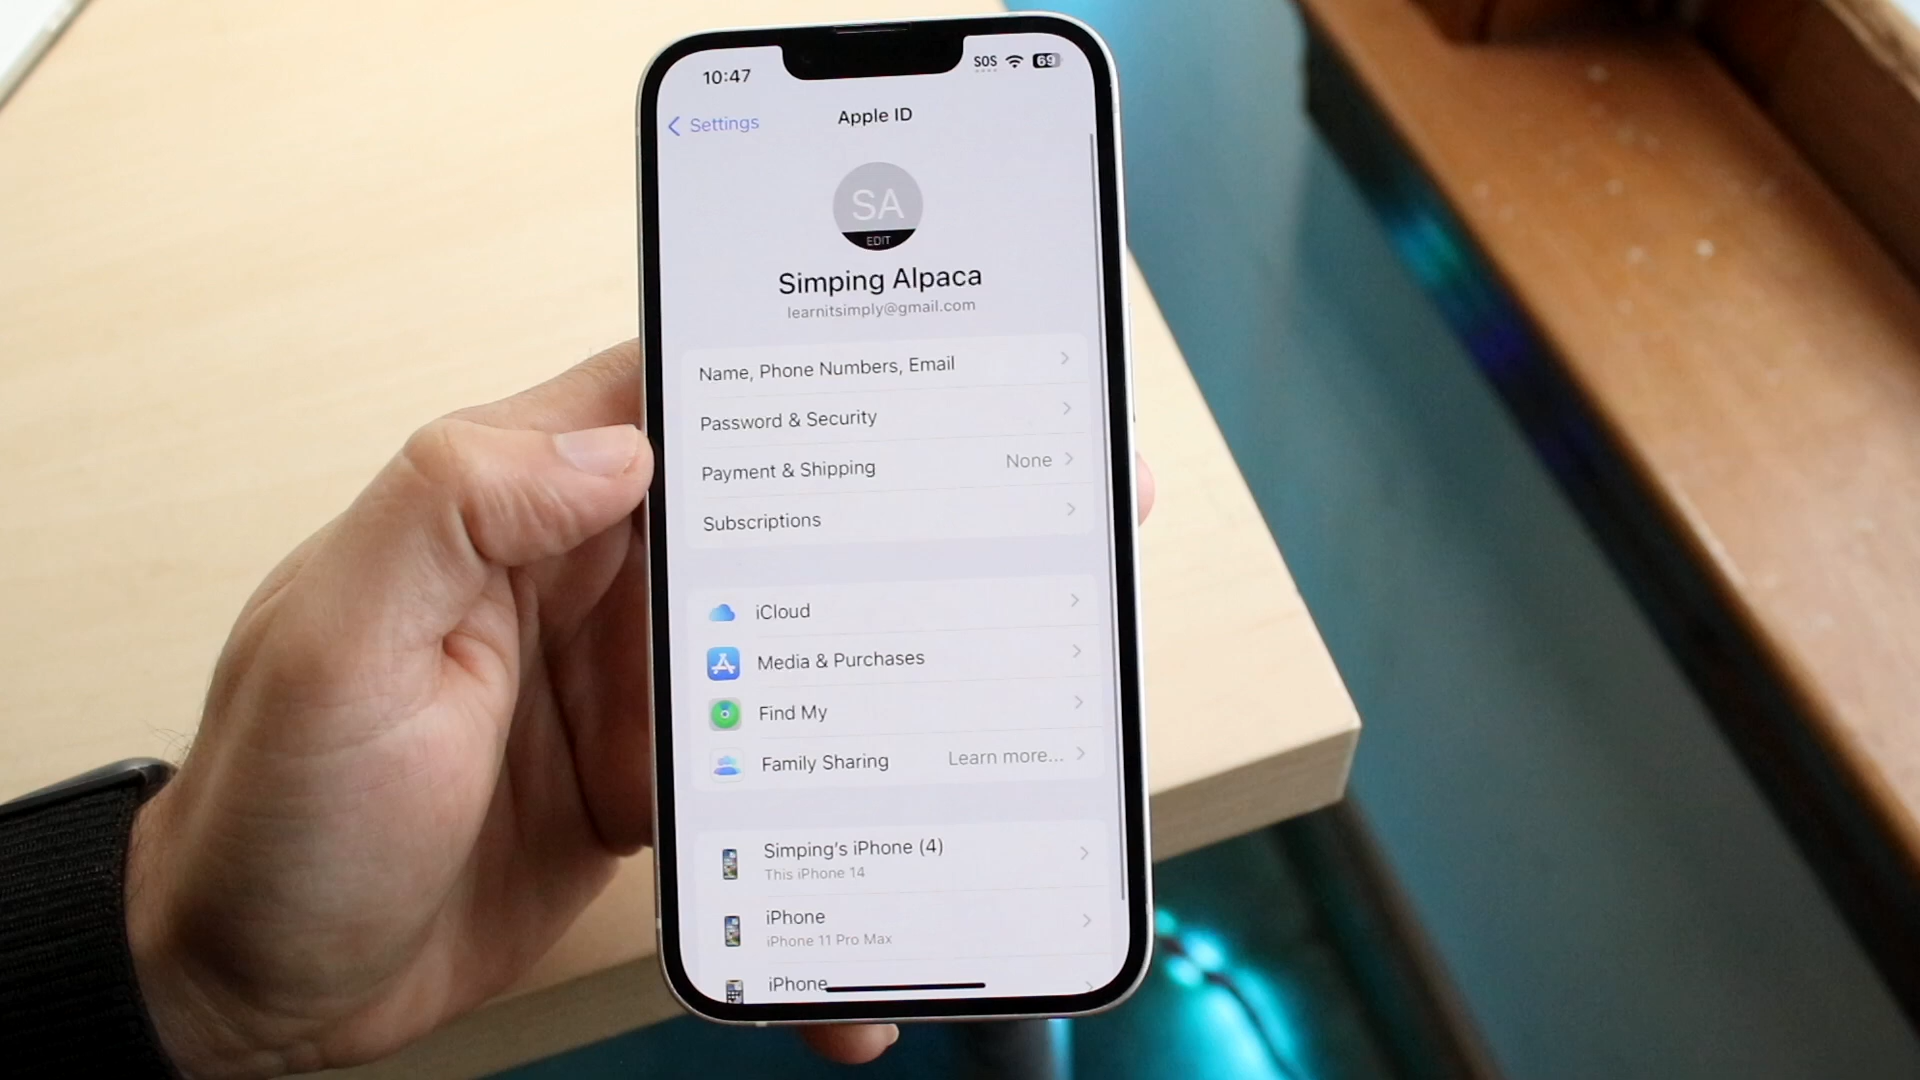 10:47
SOS 69
Settings
Apple ID
SA
EDIT
Simping Alpaca
learnitsimply@gmail.com
Name, Phone Numbers, Email
Password & Security
Payment & Shipping None
Subscriptions
iCloud
Media & Purchases
Find My
Family Sharing Learn more...
Simping's iPhone (4)
This iPhone 14
iPhone
iPhone 11 Pro Max
iPhone